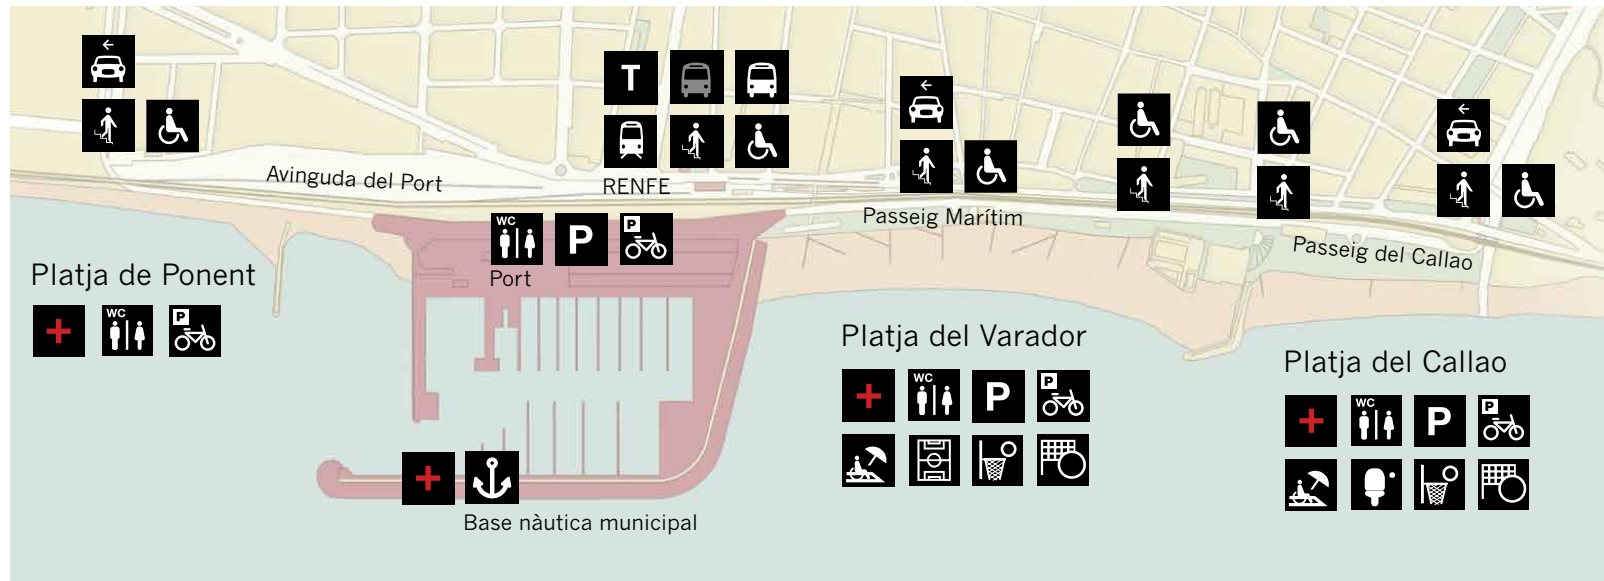 T
Avinguda del Port
RENFE
Passeig Marítim
Passeig del Callao
WC
P
P
Port
Platja de Ponent
WC
P
Platja del Varador
WC
P
P
Platja del Callao
WC
P
P
Base nàutica municipal